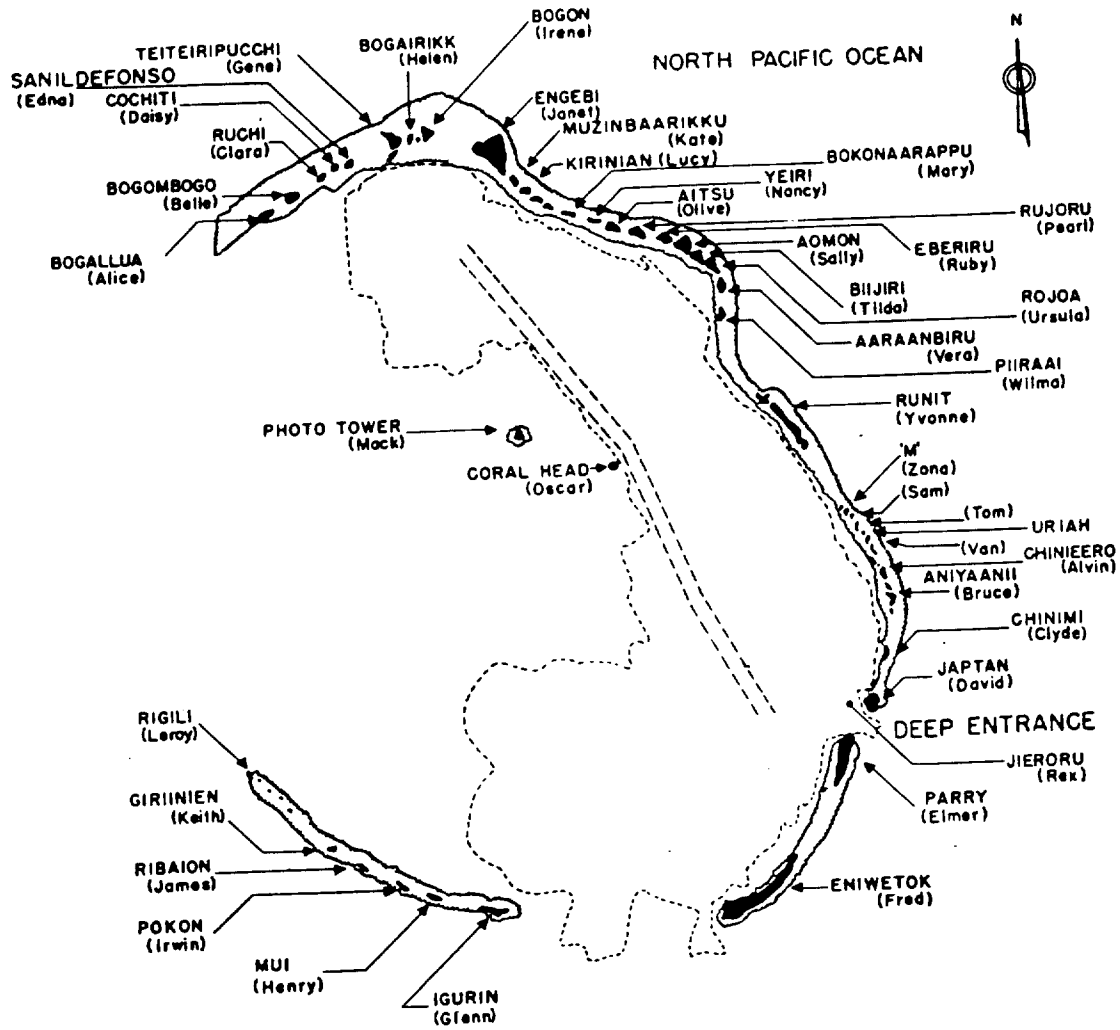 BOGON
(Irene)
N
TEITEIRIPUCCHI
(Gene)
BOGAIRIKK
(Helen)
NORTH PACIFIC OCEAN
SANILDEFONSO
(Edna)
COCHITI
(Daisy)
RUCHI
(Clara)
BOGOMBOGO
(Belle)
BOGALLUA
(Alice)
ENGEBI
(Janet)
MUZINBAARIKKU
(Kate)
KIRINIAN (Lucy)
BOKONAARAPPU
(Mary)
YEIRI
(Nancy)
AITSU
(Olive)
RUJORU
(Pearl)
EBERIRU
(Ruby)
AOMON
(Sally)
BIIJIRI
(Tilda)
ROJOA
(Ursula)
AARAANBIRU
(Vera)
PIIRAAI
(Wilma)
RUNIT
(Yvonne)
PHOTO TOWER
(Mack)
CORAL HEAD
(Oscar)
'M'
(Zona)
(Sam)
(Tom)
URIAH
(Van)
CHINIEERO
(Alvin)
ANIYAANII
(Bruce)
CHINIMI
(Clyde)
JAPTAN
(David)
DEEP ENTRANCE
JIERORU
(Rex)
PARRY
(Elmer)
ENIWETOK
(Fred)
RIGILI
(Leroy)
GIRIINIEN
(Keith)
RIBAION
(James)
POKON
(Irwin)
MUI
(Henry)
IGURIN
(Glenn)